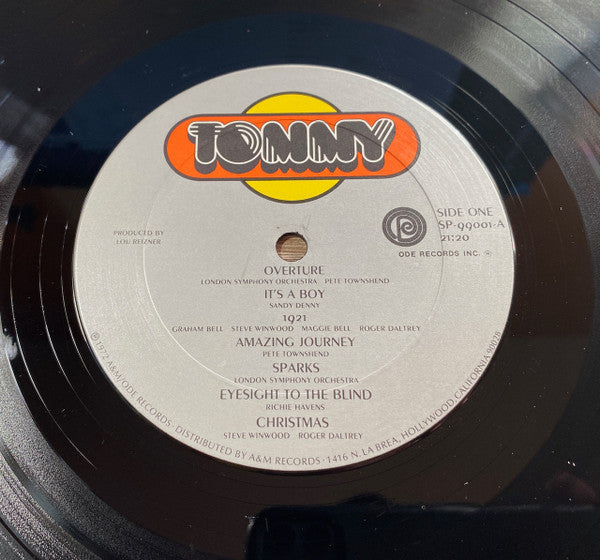 TOMMY
PRODUCED BY
LOU REIZNER
SIDE ONE
SP-99001-A
21:20
ODE RECORDS INC. ®
OVERTURE
LONDON SYMPHONY ORCHESTRA PETE TOWNSHEND
IT'S A BOY
SANDY DENNY
1921
GRAHAM BELL STEVE WINWOOD MAGGIE BELL ROGER DALTREY
AMAZING JOURNEY
PETE TOWNSHEND
SPARKS
LONDON SYMPHONY ORCHESTRA
EYESIGHT TO THE BLIND
RICHIE HAVENS
CHRISTMAS
STEVE WINWOOD ROGER DALTREY
℗1972 A&M/ODE RECORDS, DISTRIBUTED BY A&M RECORDS · 1416 N. LA BREA, HOLLYWOOD, CALIFORNIA 90028